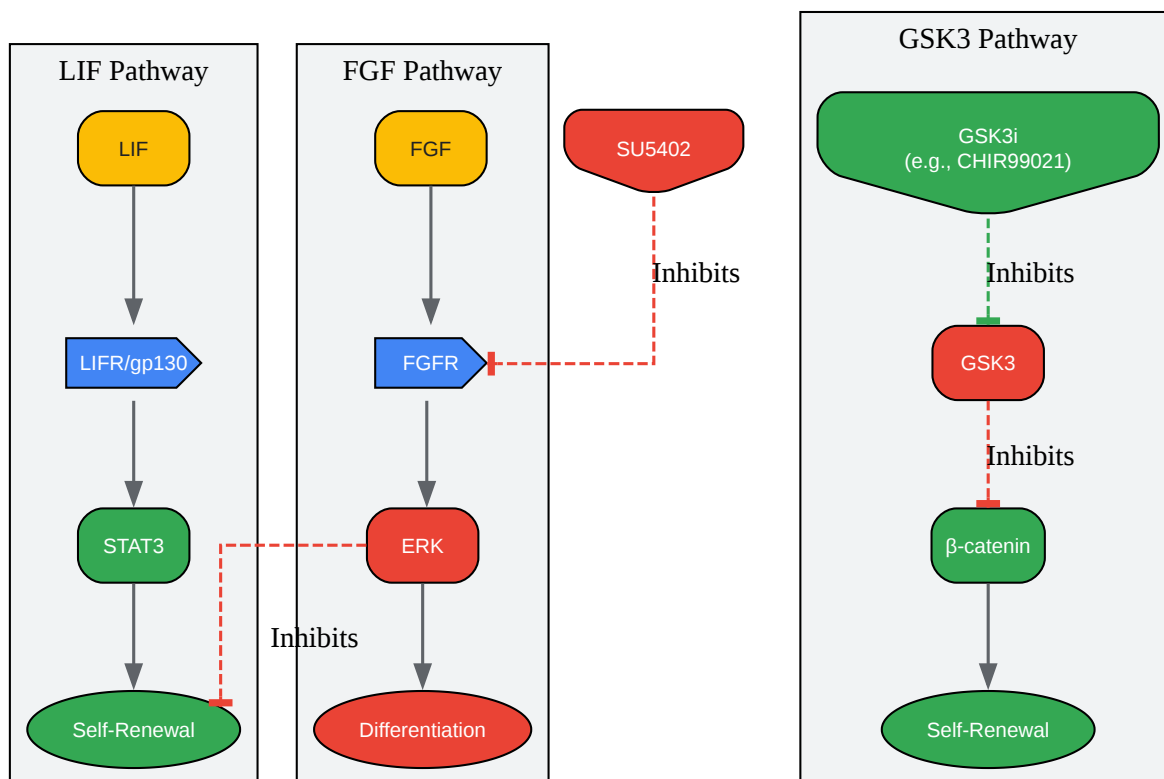 LIF Pathway
LIF
LIFR/gp130
STAT3
Self-Renewal
FGF Pathway
FGF
FGFR
ERK
Differentiation
Inhibits
SU5402
Inhibits
GSK3 Pathway
GSK3i
(e.g., CHIR99021)
Inhibits
GSK3
Inhibits
β-catenin
Self-Renewal